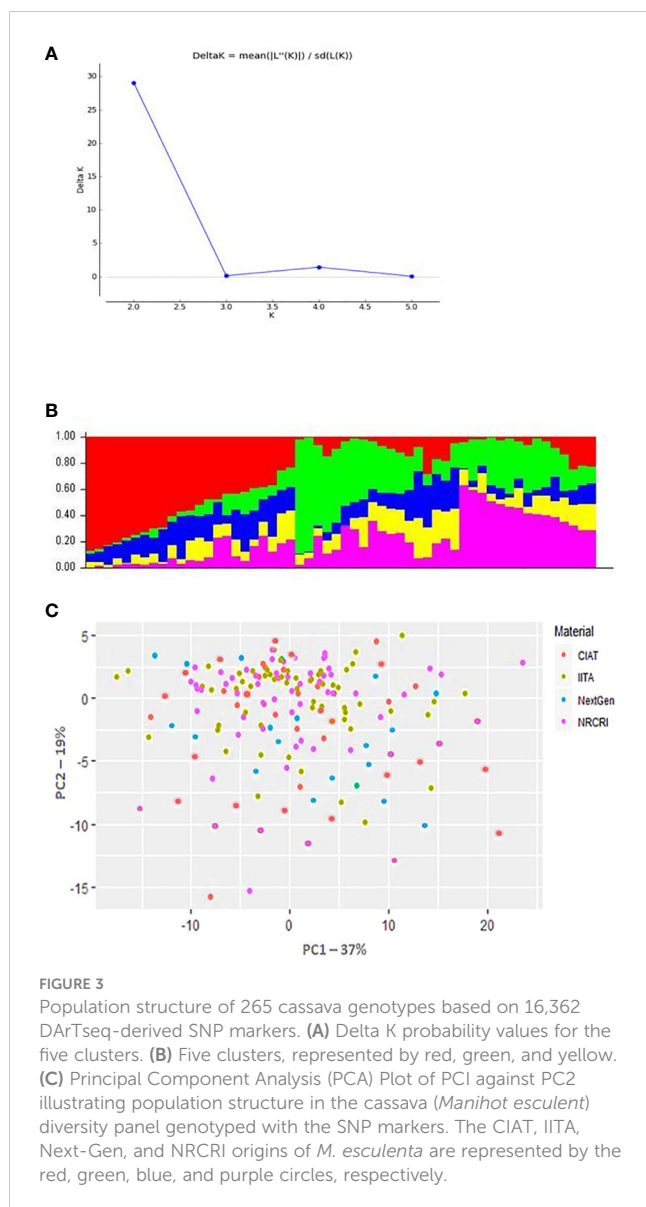 A
DeltaK = mean(|L''(K)|) / sd(L(K))
30
25
20
15
10
5
0
Delta K
2.0 2.5 3.0 3.5 4.0 4.5 5.0
K
B
1.00
0.80
0.60
0.40
0.20
0.00
C
5
0
-5
-10
-15
PC2 – 19%
-10 0 10 20
PC1 – 37%
Material
CIAT
IITA
NextGen
NRCRI
FIGURE 3
Population structure of 265 cassava genotypes based on 16,362
DArTseq-derived SNP markers. (A) Delta K probability values for the
five clusters. (B) Five clusters, represented by red, green, and yellow.
(C) Principal Component Analysis (PCA) Plot of PCI against PC2
illustrating population structure in the cassava (Manihot esculent)
diversity panel genotyped with the SNP markers. The CIAT, IITA,
Next-Gen, and NRCRI origins of M. esculenta are represented by the
red, green, blue, and purple circles, respectively.